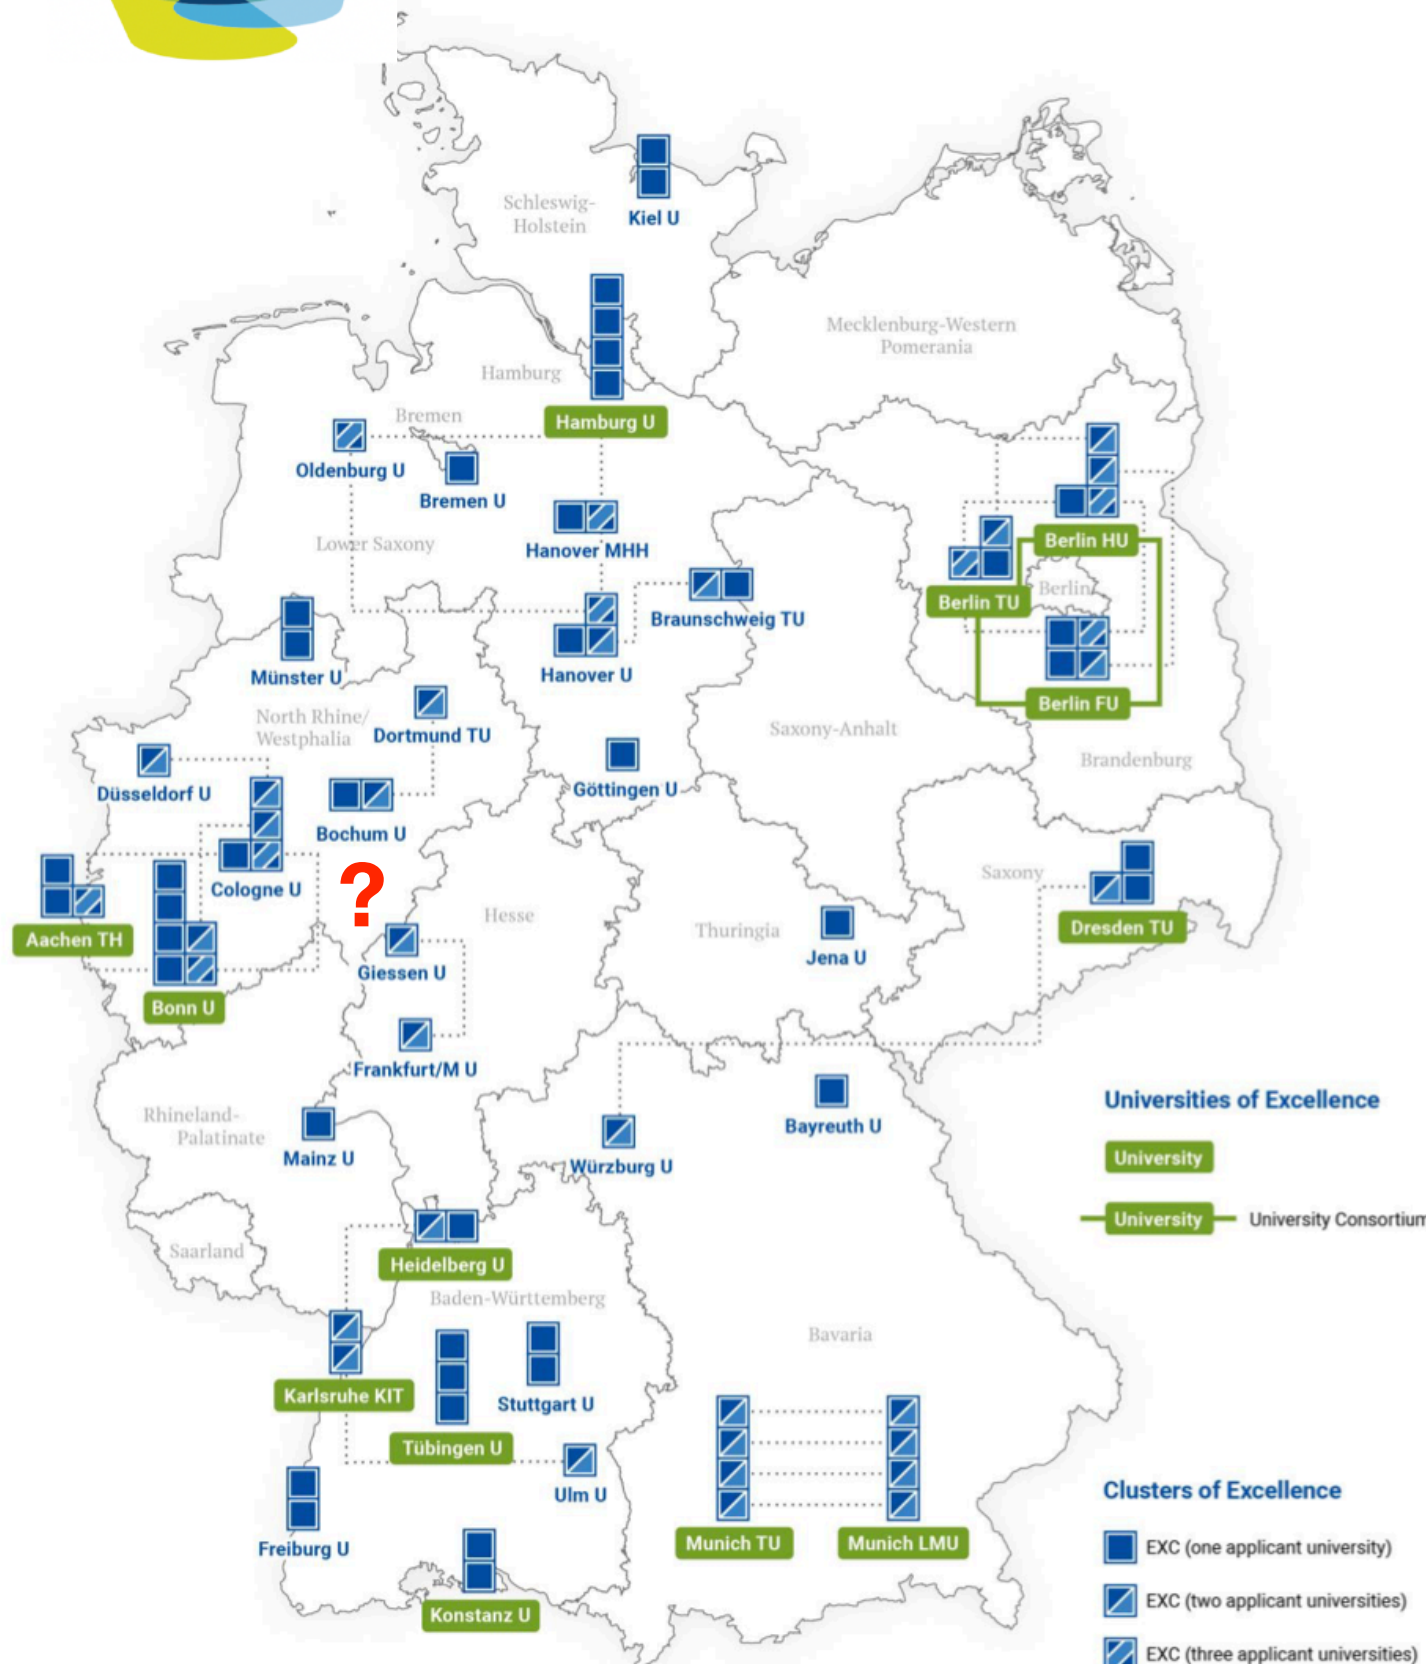 Schleswig-
Holstein
Kiel U
Mecklenburg-Western
Pomerania
Hamburg
Hamburg U
Bremen
Oldenburg U
Bremen U
Hanover MHH
Lower Saxony
Berlin HU
Berlin
Berlin TU
Berlin FU
Braunschweig TU
Hanover U
Münster U
North Rhine/
Westphalia
Dortmund TU
Saxony-Anhalt
Brandenburg
Düsseldorf U
Göttingen U
Bochum U
Cologne U
?
Saxony
Hesse
Thuringia
Dresden TU
Aachen TH
Giessen U
Jena U
Bonn U
Frankfurt/M U
Rhineland-
Palatinate
Mainz U
Würzburg U
Bayreuth U
Universities of Excellence
University
University
University Consortium
Saarland
Heidelberg U
Baden-Württemberg
Bavaria
Karlsruhe KIT
Stuttgart U
Tübingen U
Ulm U
Freiburg U
Munich TU
Munich LMU
Konstanz U
Clusters of Excellence
EXC (one applicant university)
EXC (two applicant universities)
EXC (three applicant universities)